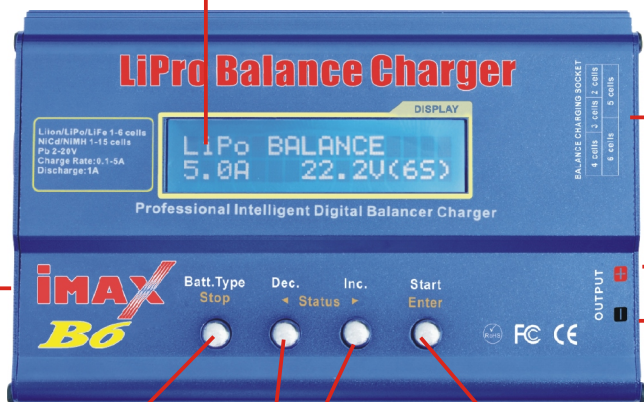 LiPro Balance Charger
DISPLAY
LiPo BALANCE
5.0A 22.2V(6S)
LiIon/LiPo/LiFe 1-6 cells
NiCd/NiMH 1-15 cells
Pb 2-20V
Charge Rate:0.1-5A
Discharge:1A
BALANCE CHARGING SOCKET
4 cells 3 cells 2 cells
6 cells 5 cells
Professional Intelligent Digital Balancer Charger
iMAX
B6
Batt.Type Dec. Inc. Start
Stop ◄ Status ► Enter
OUTPUT
+
-
RoHS FC CE